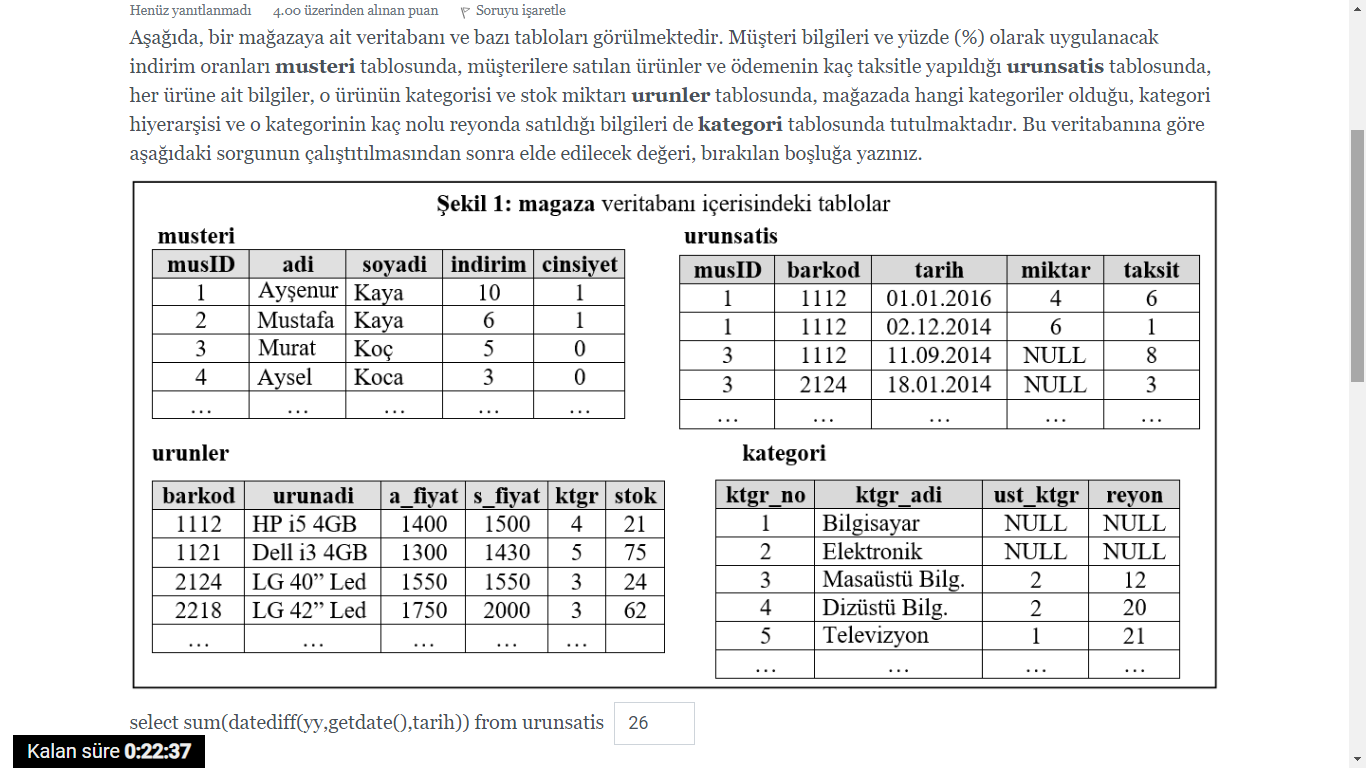 Henüz yanıtlanmadı 4.00 üzerinden alınan puan Soruyu işaretle
Aşağıda, bir mağazaya ait veritabanı ve bazı tabloları görülmektedir. Müşteri bilgileri ve yüzde (%) olarak uygulanacak
indirim oranları musteri tablosunda, müşterilere satılan ürünler ve ödemenin kaç taksitle yapıldığı urunsatis tablosunda,
her ürüne ait bilgiler, o ürünün kategorisi ve stok miktarı urunler tablosunda, mağazada hangi kategoriler olduğu, kategori
hiyerarşisi ve o kategorinin kaç nolu reyonda satıldığı bilgileri de kategori tablosunda tutulmaktadır. Bu veritabanına göre
aşağıdaki sorgunun çalıştıtılmasından sonra elde edilecek değeri, bırakılan boşluğa yazınız.
Şekil 1: magaza veritabanı içerisindeki tablolar
musteri
musID adi soyadi indirim cinsiyet
1 Ayşenur Kaya 10 1
2 Mustafa Kaya 6 1
3 Murat Koç 5 0
4 Aysel Koca 3 0
… … … … …
urunsatis
musID barkod tarih miktar taksit
1 1112 01.01.2016 4 6
1 1112 02.12.2014 6 1
3 1112 11.09.2014 NULL 8
3 2124 18.01.2014 NULL 3
… … … … …
urunler
barkod urunadi a_fiyat s_fiyat ktgr stok
1112 HP i5 4GB 1400 1500 4 21
1121 Dell i3 4GB 1300 1430 5 75
2124 LG 40” Led 1550 1550 3 24
2218 LG 42” Led 1750 2000 3 62
… … … … …
kategori
ktgr_no ktgr_adi ust_ktgr reyon
1 Bilgisayar NULL NULL
2 Elektronik NULL NULL
3 Masaüstü Bilg. 2 12
4 Dizüstü Bilg. 2 20
5 Televizyon 1 21
… … … …
select sum(datediff(yy,getdate(),tarih)) from urunsatis 26
Kalan süre 0:22:37